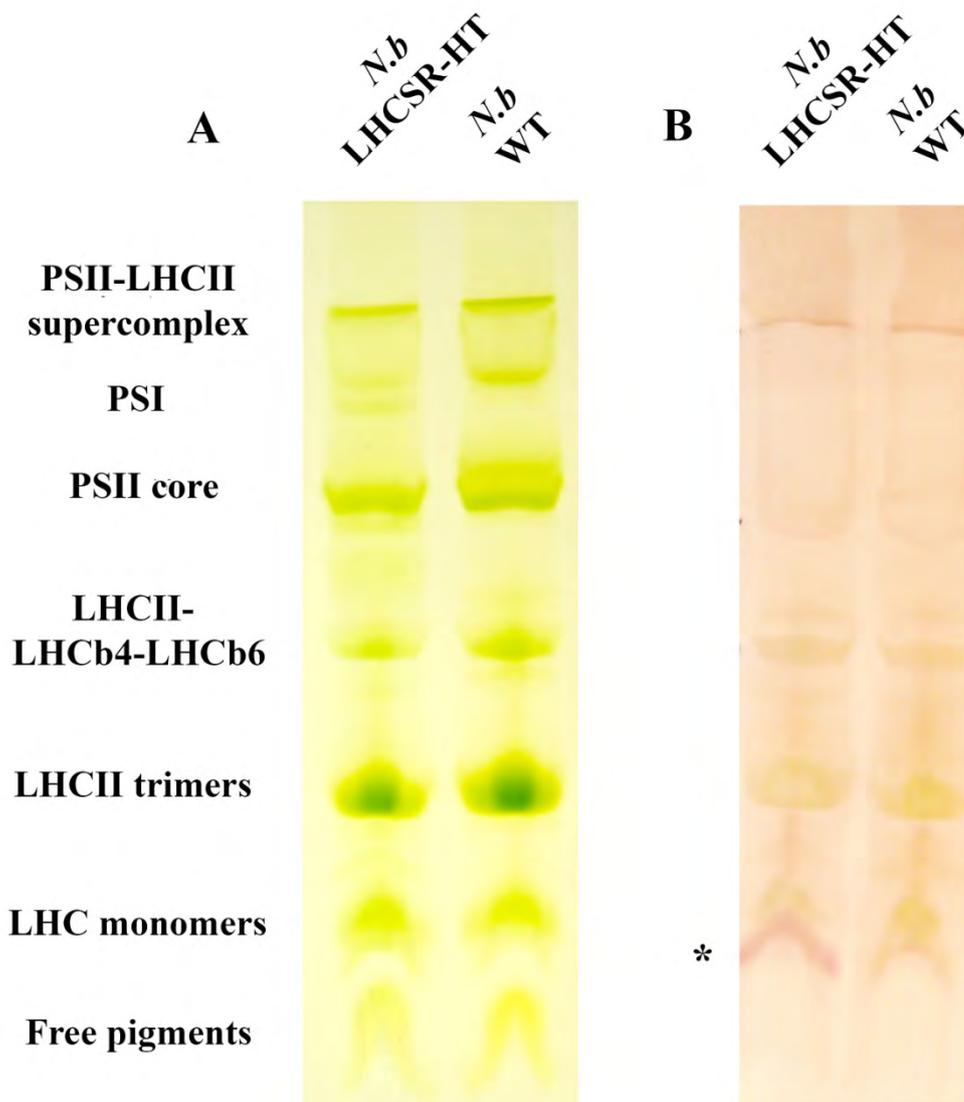 A
N.b
LHCSR-HT
N.b
WT
B
N.b
LHCSR-HT
N.b
WT
PSII-LHCII
supercomplex
PSI
PSII core
LHCII-
LHCb4-LHCb6
LHCII trimers
LHC monomers
*
Free pigments